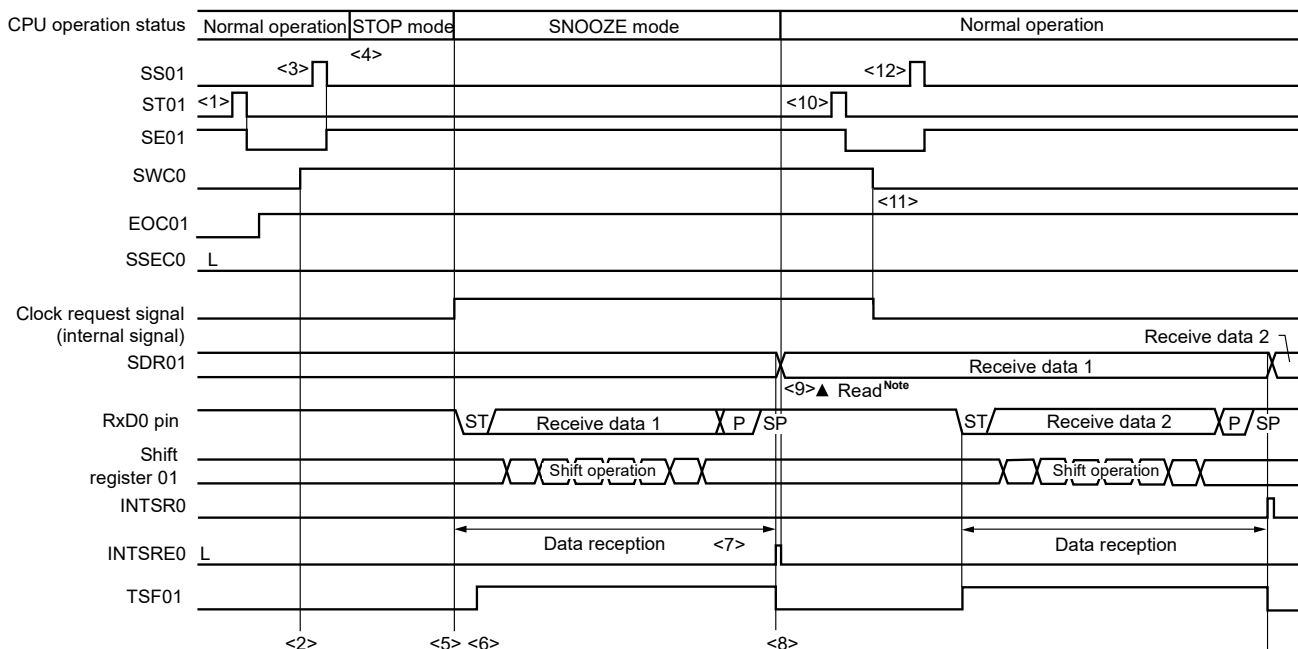 CPU operation status Normal operation STOP mode SNOOZE mode Normal operation
<4>
SS01 <3> <12>
ST01 <1> <10>
SE01
SWC0
<11>
EOC01
SSEC0 L
Clock request signal
(internal signal)
Receive data 2
SDR01 Receive data 1
<9>▲ Read Note
RxD0 pin ST Receive data 1 P SP ST Receive data 2 P SP
Shift
register 01 Shift operation Shift operation
INTSR0
Data reception <7> Data reception
INTSRE0 L
TSF01
<2> <5> <6> <8>